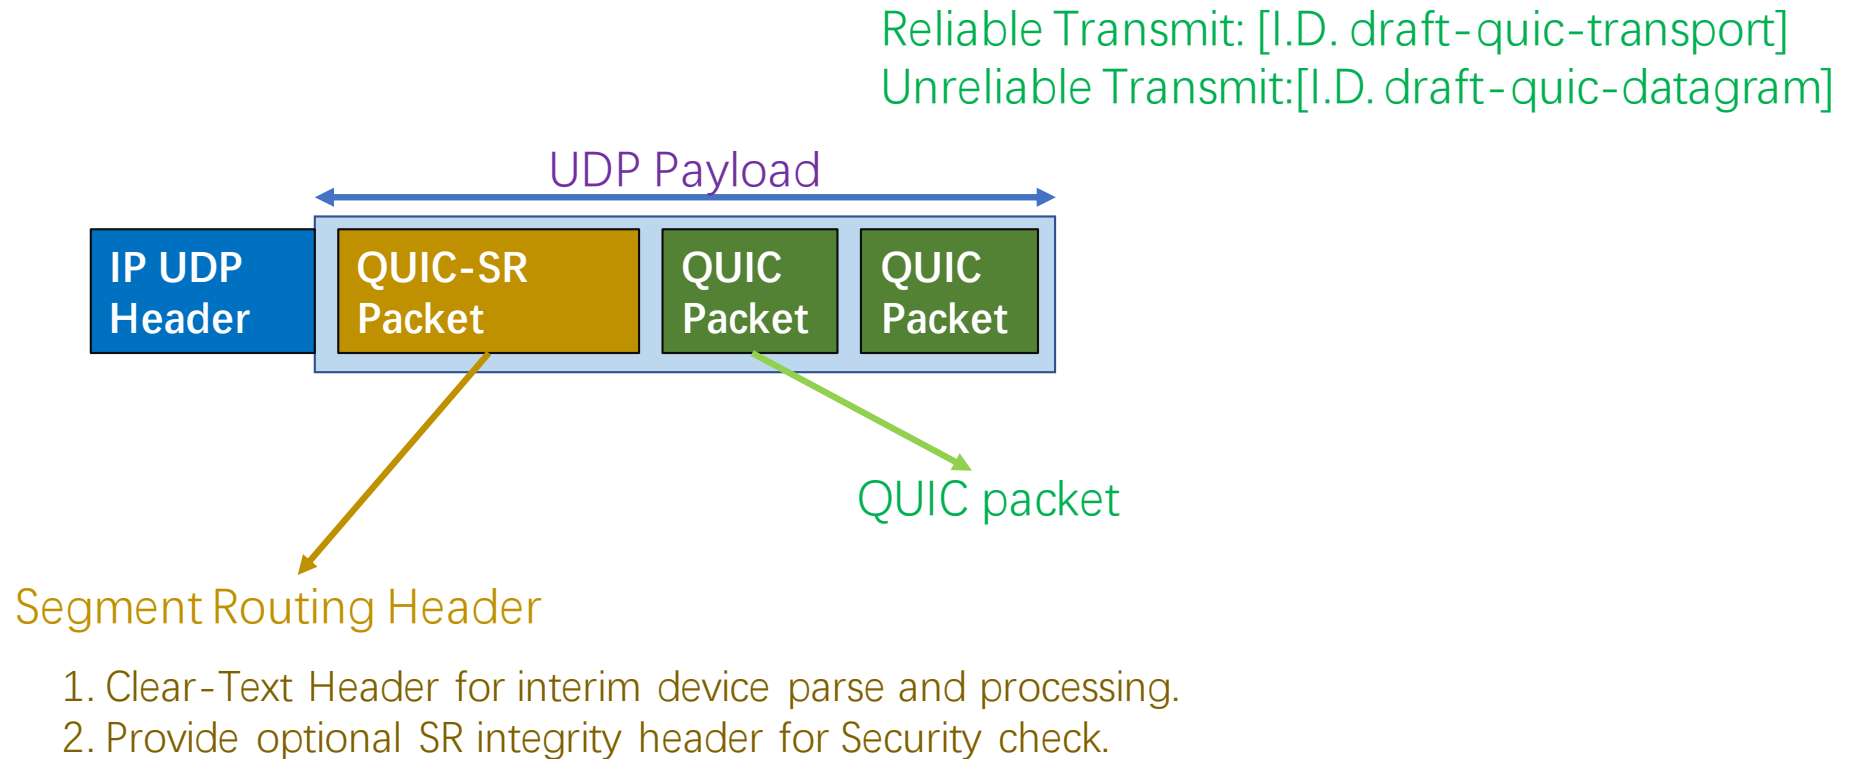 Reliable Transmit: [I.D. draft-quic-transport]
Unreliable Transmit:[I.D. draft-quic-datagram]
UDP Payload
IP UDP
Header
QUIC-SR
Packet
QUIC
Packet
QUIC
Packet
QUIC packet
Segment Routing Header
1. Clear-Text Header for interim device parse and processing.
2. Provide optional SR integrity header for Security check.